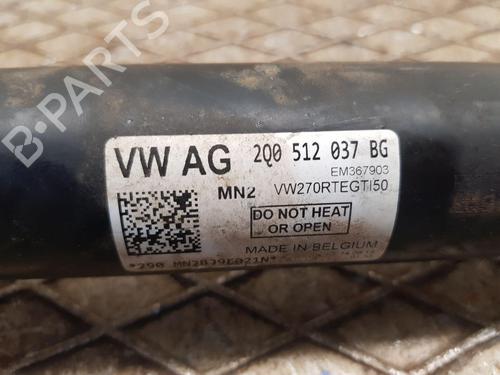 VW AG 2Q0 512 037 BG
EM367903
MN2 VW270RTEGTI50
DO NOT HEAT
OR OPEN
MADE IN BELGIUM
B-PARTS